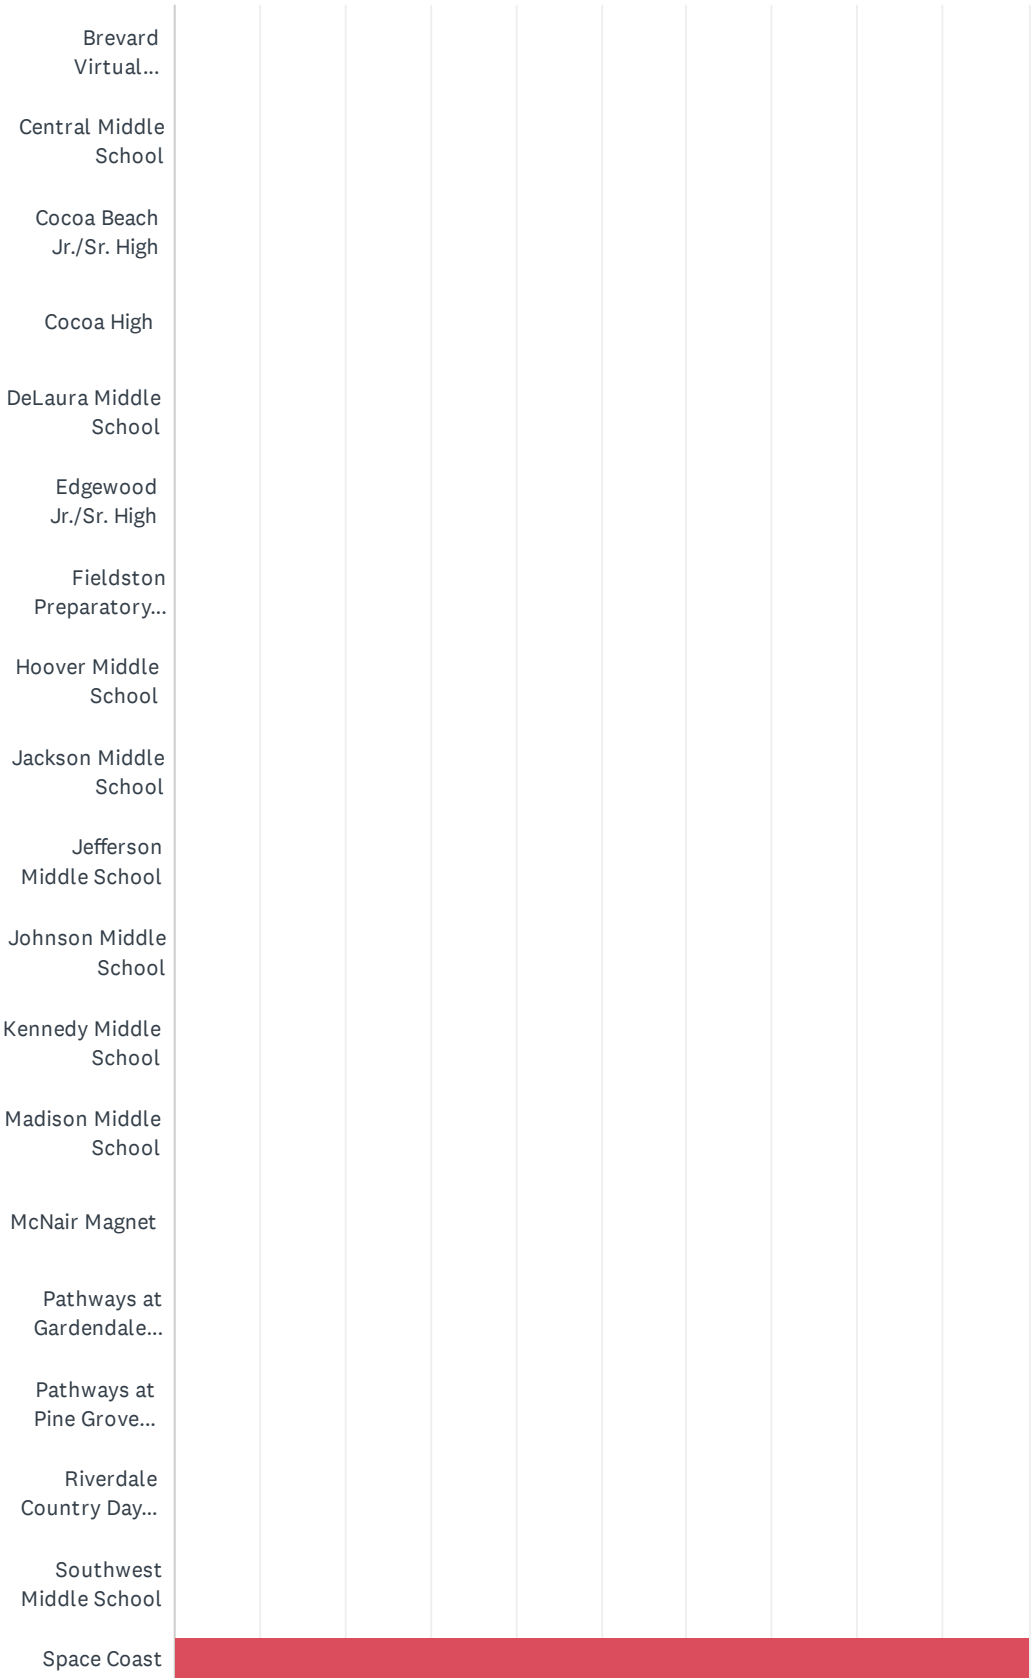 Brevard
Virtual...
Central Middle
School
Cocoa Beach
Jr./Sr. High
Cocoa High
DeLaura Middle
School
Edgewood
Jr./Sr. High
Fieldston
Preparatory...
Hoover Middle
School
Jackson Middle
School
Jefferson
Middle School
Johnson Middle
School
Kennedy Middle
School
Madison Middle
School
McNair Magnet
Pathways at
Gardendale...
Pathways at
Pine Grove...
Riverdale
Country Day...
Southwest
Middle School
Space Coast